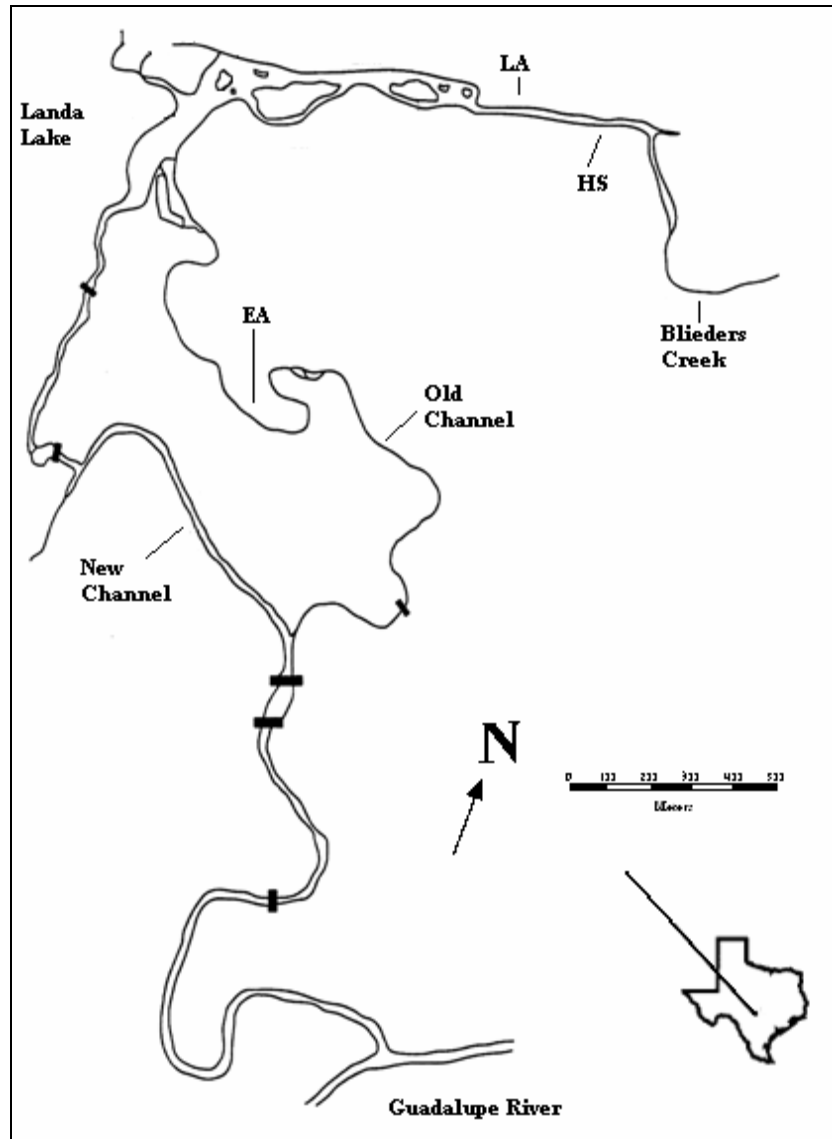 LA
Landa
Lake
HS
EA
Blieders
Creek
Old
Channel
New
Channel
N
0 100 200 300 400 500
Meters
Guadalupe River